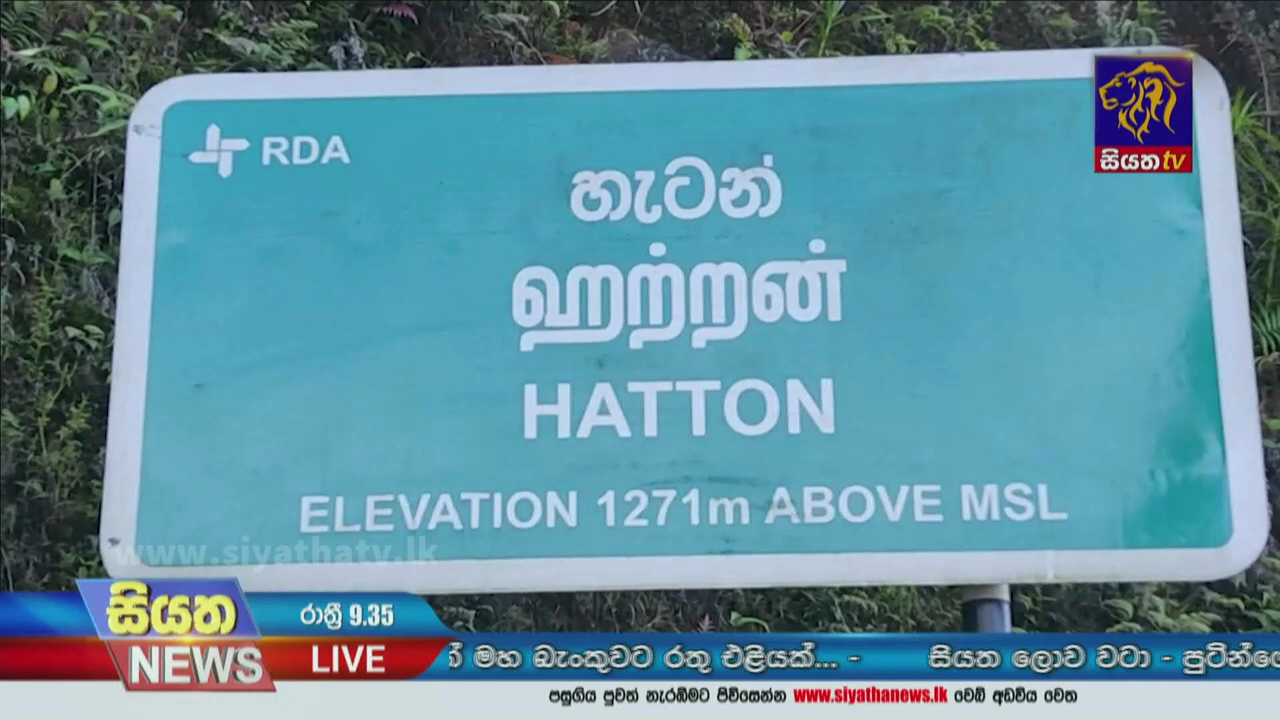 RDA
සියත tv
හැටන්
ஹற்றன்
HATTON
ELEVATION 1271m ABOVE MSL
www.siyathatv.lk
සියත
රාත්‍රී 9.35
NEWS
LIVE
මහ බැංකුවට රතු එළියක්... - සියත ලොව වටා -
පසුගිය පුවත් නැරඹීමට පිවිසෙන්න www.siyathanews.lk වෙබ් අඩවිය වෙත